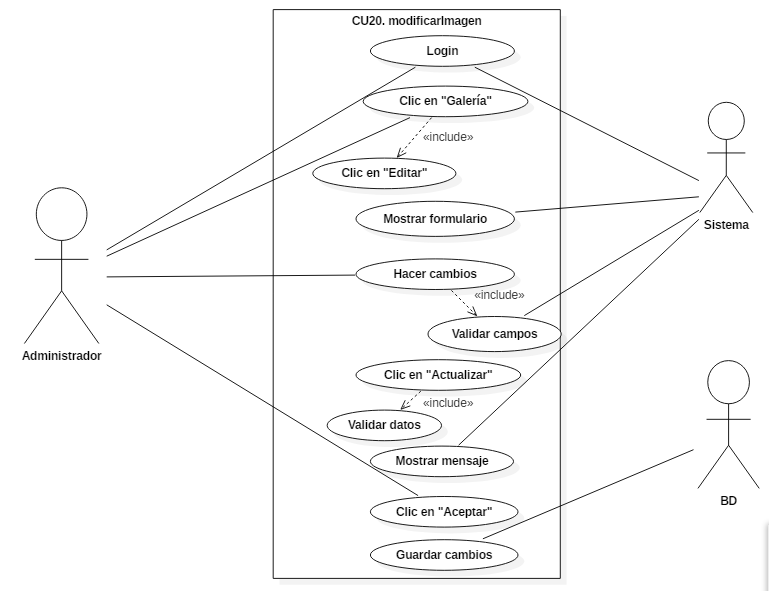 CU20. modificarImagen
Login
Clic en "Galería"
«include»
Clic en "Editar"
Mostrar formulario
Sistema
Hacer cambios
«include»
Validar campos
Administrador
Clic en "Actualizar"
«include»
Validar datos
Mostrar mensaje
BD
Clic en "Aceptar"
Guardar cambios